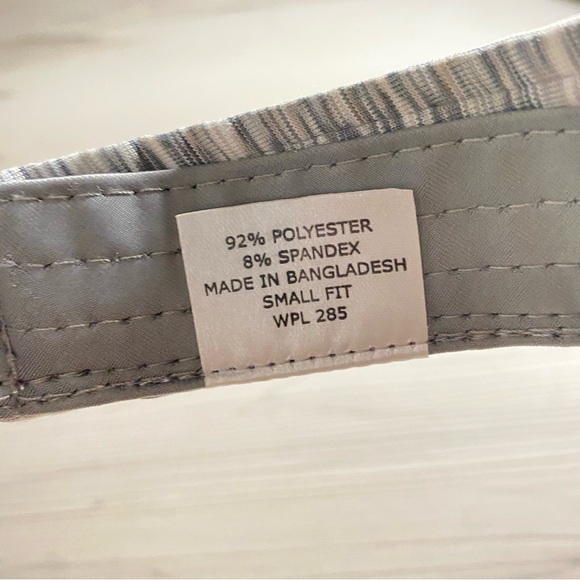 92% POLYESTER
8% SPANDEX
MADE IN BANGLADESH
SMALL FIT
WPL 285